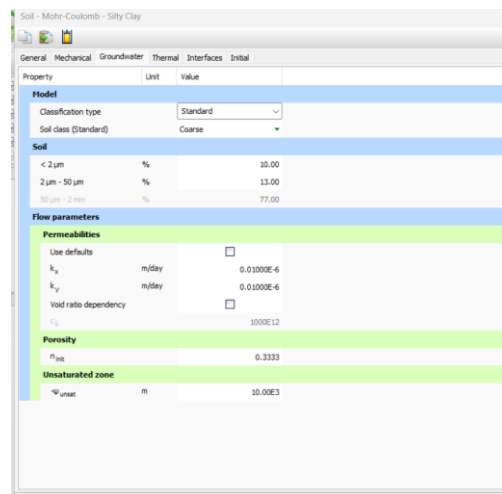 Soil - Mohr-Coulomb - Silty Clay
General Mechanical Groundwater Thermal Interfaces Initial
Property Unit Value
Model
Classification type Standard
Soil class (Standard) Coarse
Soil
< 2 µm % 10.00
2 µm - 50 µm % 13.00
50 µm - 2 mm % 77.00
Flow parameters
Permeabilities
Use defaults
kx m/day 0.01000E-6
ky m/day 0.01000E-6
Void ratio dependency
ck 1000E12
Porosity
ninit 0.3333
Unsaturated zone
-Ψunsat m 10.00E3